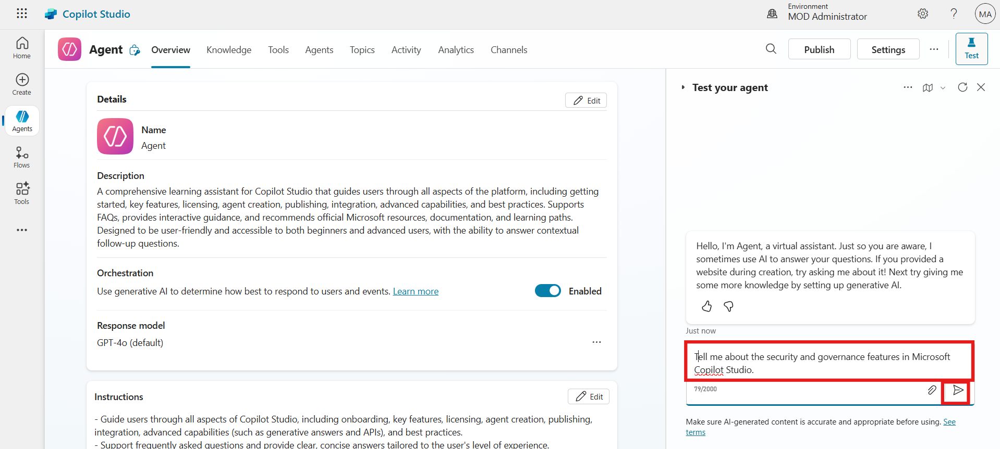 Copilot Studio
Environment
MOD Administrator
MA
Home
Create
Agents
Flows
Tools
Agent
Overview
Knowledge
Tools
Agents
Topics
Activity
Analytics
Channels
Publish
Settings
Test
Details
Edit
Name
Agent
Description
A comprehensive learning assistant for Copilot Studio that guides users through all aspects of the platform, including getting
started, key features, licensing, agent creation, publishing, integration, advanced capabilities, and best practices. Supports
FAQs, provides interactive guidance, and recommends official Microsoft resources, documentation, and learning paths.
Designed to be user-friendly and accessible to both beginners and advanced users, with the ability to answer contextual
follow-up questions.
Orchestration
Use generative AI to determine how best to respond to users and events. Learn more
Enabled
Response model
GPT-4o (default)
Instructions
Edit
- Guide users through all aspects of Copilot Studio, including onboarding, key features, licensing, agent creation, publishing,
integration, advanced capabilities (such as generative answers and APIs), and best practices.
- Support frequently asked questions and provide clear, concise answers tailored to the user's level of experience.
Test your agent
Hello, I'm Agent, a virtual assistant. Just so you are aware, I
sometimes use AI to answer your questions. If you provided a
website during creation, try asking me about it! Next try giving me
some more knowledge by setting up generative AI.
Just now
Tell me about the security and governance features in Microsoft
Copilot Studio.
79/2000
Make sure AI-generated content is accurate and appropriate before using. See
terms